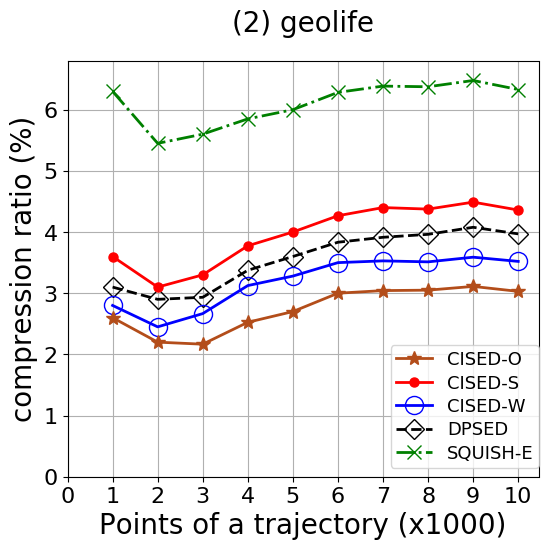 (2) geolife
compression ratio (%)
6
5
4
3
2
1
0
0 1 2 3 4 5 6 7 8 9 10
Points of a trajectory (x1000)
CISED-O
CISED-S
CISED-W
DPSED
SQUISH-E